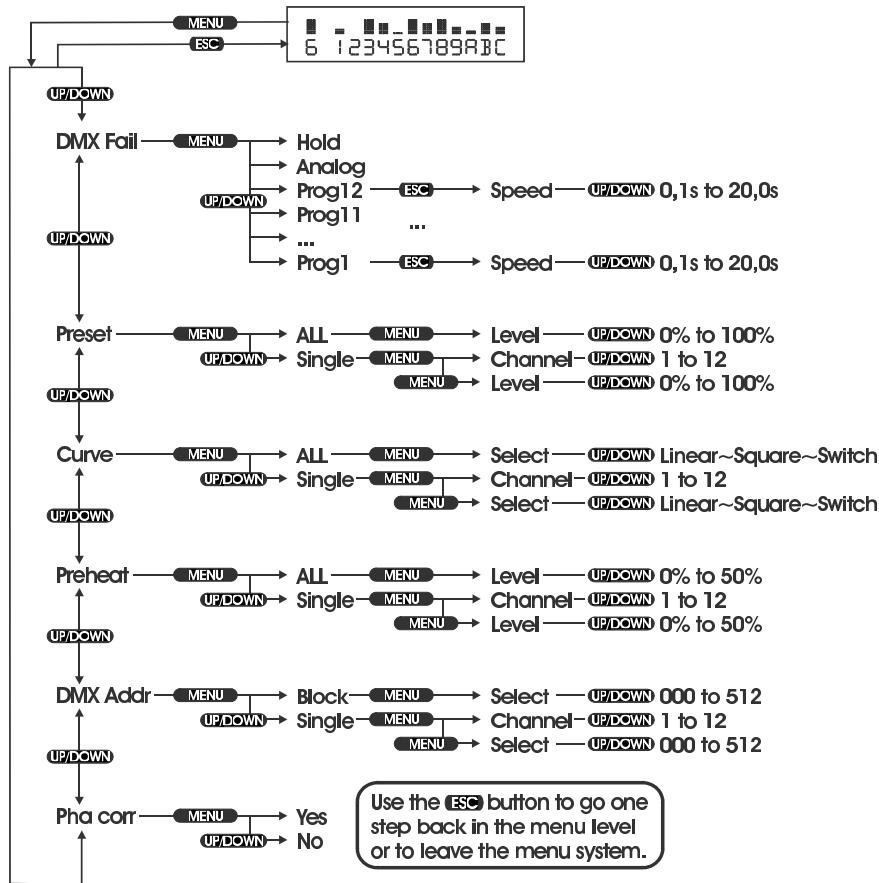 MENU
ESC
6 123456789ABC
UP/DOWN
DMX Fail MENU Hold
Analog
UP/DOWN Prog12 ESC Speed UP/DOWN 0,1s to 20,0s
Prog11 ...
UP/DOWN ...
Prog1 ESC Speed UP/DOWN 0,1s to 20,0s
Preset MENU ALL MENU Level UP/DOWN 0% to 100%
UP/DOWN Single MENU Channel UP/DOWN 1 to 12
UP/DOWN MENU Level UP/DOWN 0% to 100%
Curve MENU ALL MENU Select UP/DOWN Linear~Square~Switch
UP/DOWN Single MENU Channel UP/DOWN 1 to 12
UP/DOWN MENU Select UP/DOWN Linear~Square~Switch
Preheat MENU ALL MENU Level UP/DOWN 0% to 50%
UP/DOWN Single MENU Channel UP/DOWN 1 to 12
UP/DOWN MENU Level UP/DOWN 0% to 50%
DMX Addr MENU Block MENU Select UP/DOWN 000 to 512
UP/DOWN Single MENU Channel UP/DOWN 1 to 12
UP/DOWN MENU Select UP/DOWN 000 to 512
Pha corr MENU Yes
UP/DOWN No
Use the ESC button to go one
step back in the menu level
or to leave the menu system.